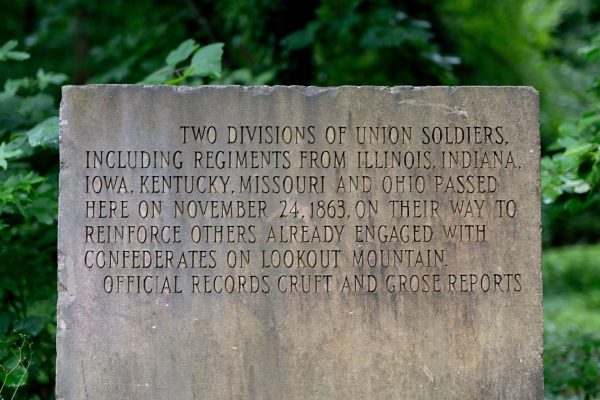 TWO DIVISIONS OF UNION SOLDIERS,
INCLUDING REGIMENTS FROM ILLINOIS, INDIANA,
IOWA, KENTUCKY, MISSOURI AND OHIO PASSED
HERE ON NOVEMBER 24, 1863, ON THEIR WAY TO
REINFORCE OTHERS ALREADY ENGAGED WITH
CONFEDERATES ON LOOKOUT MOUNTAIN.
OFFICIAL RECORDS CRUFT AND GROSE REPORTS